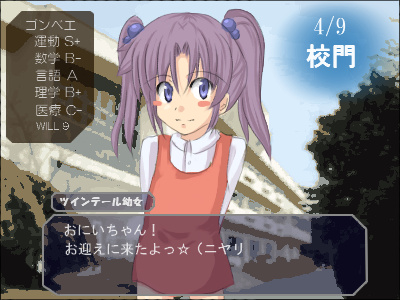 ゴンベエ
運動 S+
数学 B-
言語 A
理学 B+
医療 C-
WILL 9
4/9
校門
ツインテール幼女
おにいちゃん！
お迎えに来たよっ☆（ニヤリ